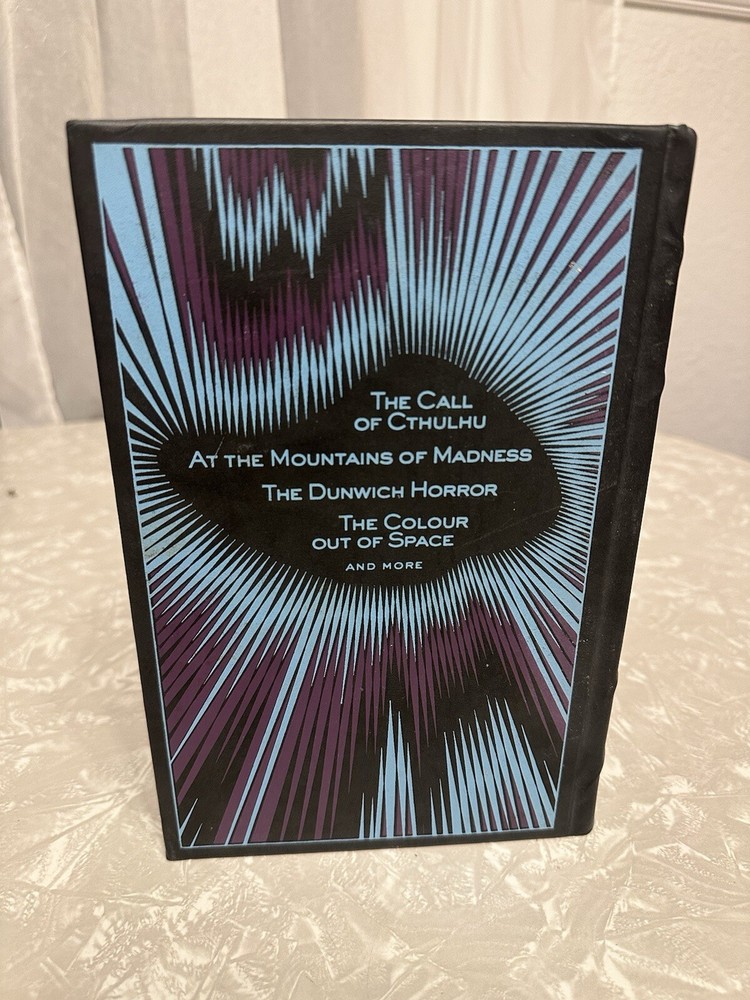 The Call
of Cthulhu
At the Mountains of Madness
The Dunwich Horror
The Colour
out of Space
and more